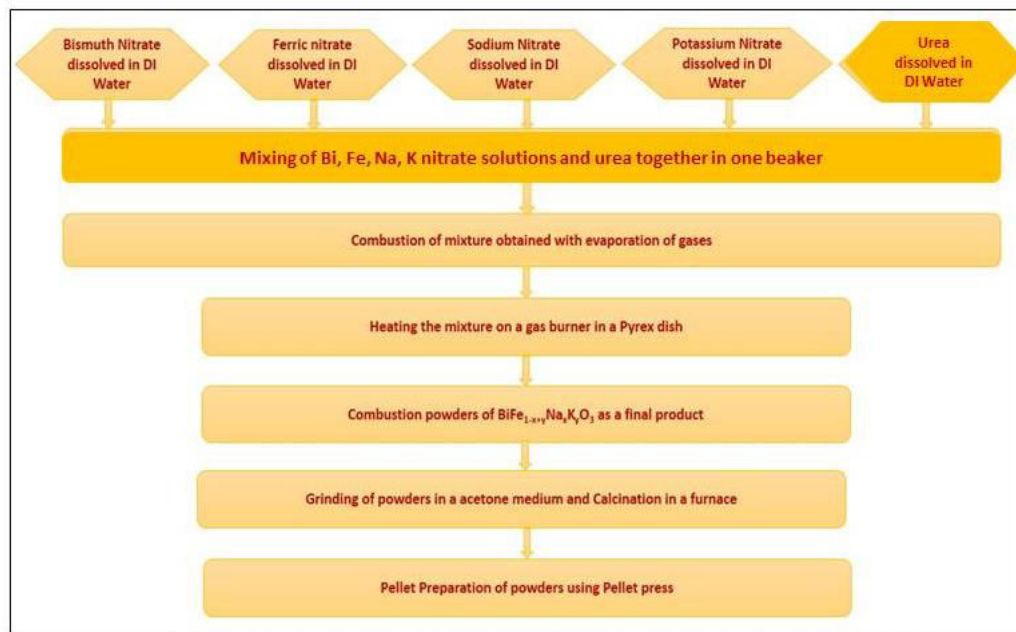 Bismuth Nitrate
dissolved in DI
Water
Ferric nitrate
dissolved in DI
Water
Sodium Nitrate
dissolved in DI
Water
Potassium Nitrate
dissolved in DI
Water
Urea
dissolved in
DI Water
Mixing of Bi, Fe, Na, K nitrate solutions and urea together in one beaker
Combustion of mixture obtained with evaporation of gases
Heating the mixture on a gas burner in a Pyrex dish
Combustion powders of BiFe₁₋ₓ₊ᵧNaₓKᵧO₃ as a final product
Grinding of powders in a acetone medium and Calcination in a furnace
Pellet Preparation of powders using Pellet press